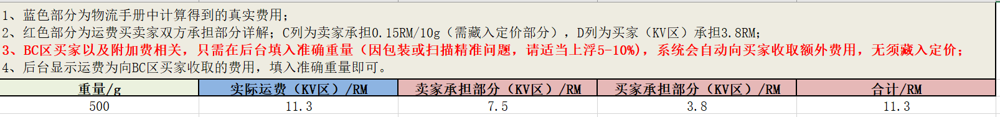 1、蓝色部分为物流手册中计算得到的真实费用；
2、红色部分为运费买卖家双方承担部分详解；C列为卖家承担0.15RM/10g（需藏入定价部分），D列为买家（KV区）承担3.8RM；
3、BC区买家以及附加费相关，只需在后台填入准确重量（因包装或扫描精准问题，请适当上浮5-10%），系统会自动向买家收取额外费用，无须藏入定价；
4、后台显示运费为向BC区买家收取的费用，填入准确重量即可。
重量/g 实际运费（KV区）/RM 卖家承担部分（KV区）/RM 买家承担部分（KV区）/RM 合计/RM
500 11.3 7.5 3.8 11.3